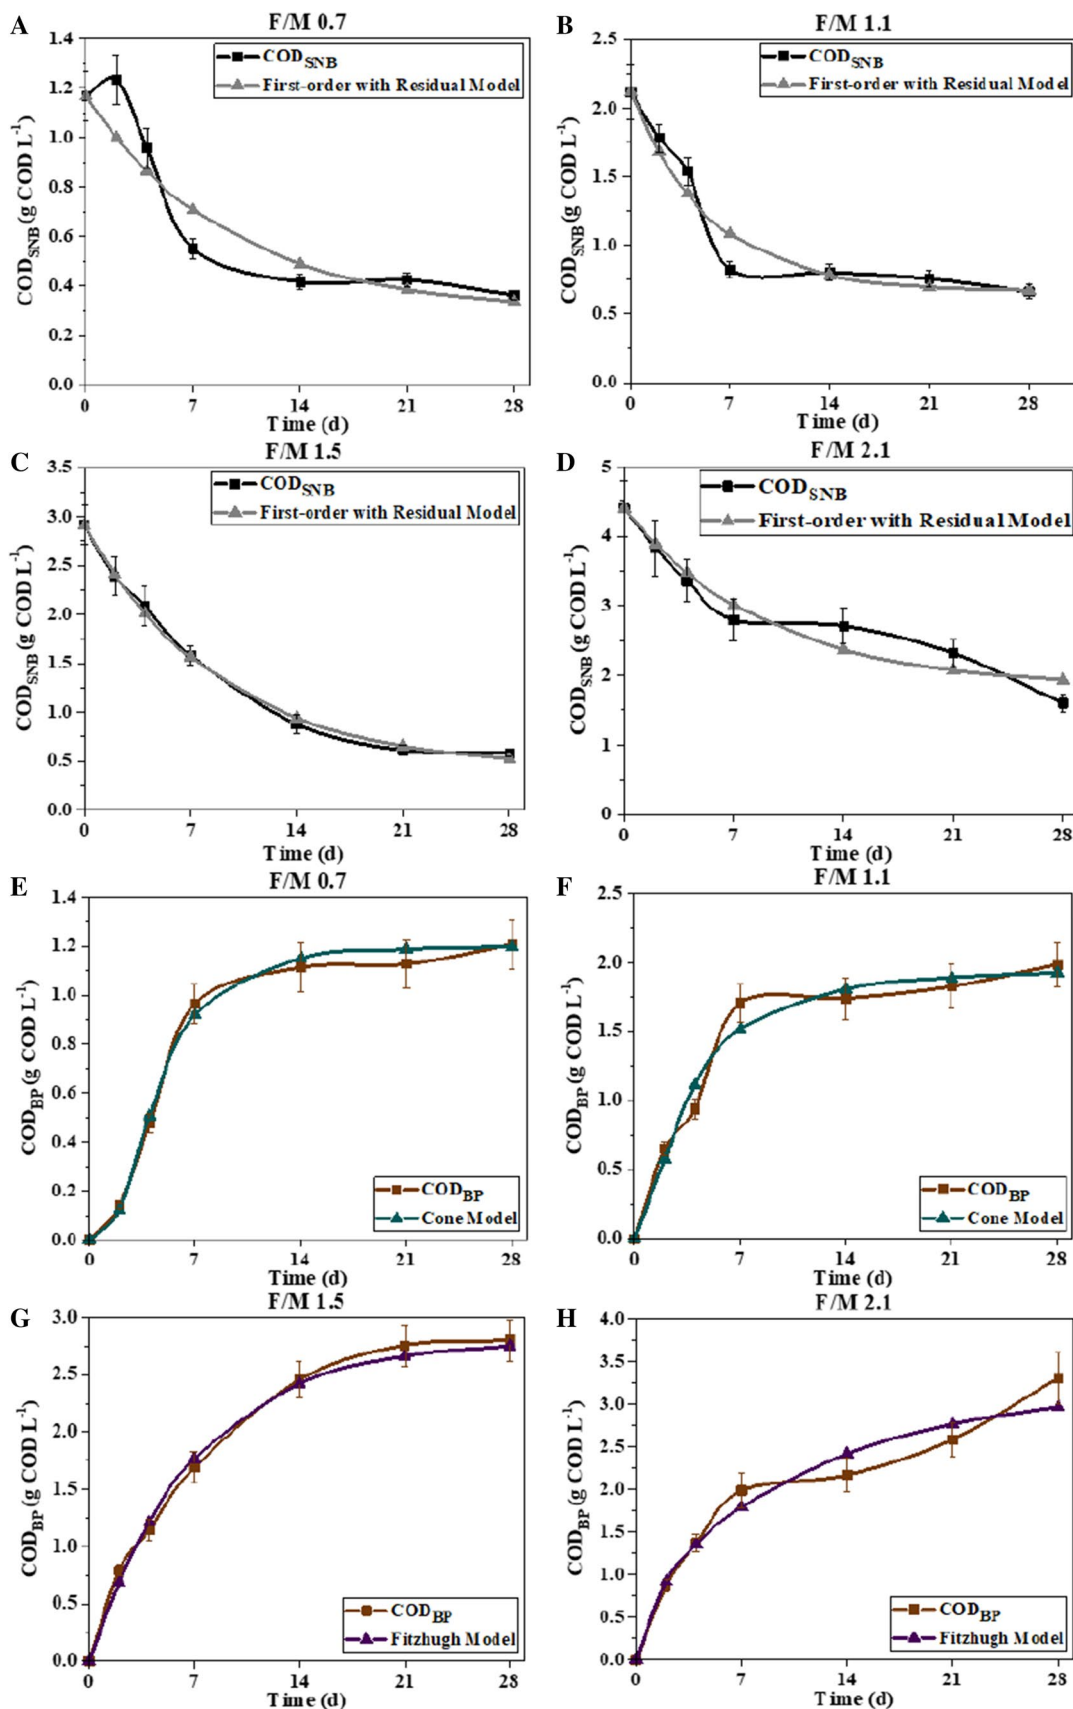 A
F/M 0.7
COD_SNB
First-order with Residual Model
COD_SNB (g COD L⁻¹)
1.4
1.2
1.0
0.8
0.6
0.4
0.2
0.0
0 7 14 21 28
Time (d)
B
F/M 1.1
COD_SNB
First-order with Residual Model
COD_SNB (g COD L⁻¹)
2.5
2.0
1.5
1.0
0.5
0.0
0 7 14 21 28
Time (d)
C
F/M 1.5
COD_SNB
First-order with Residual Model
COD_SNB (g COD L⁻¹)
3.5
3.0
2.5
2.0
1.5
1.0
0.5
0.0
0 7 14 21 28
Time (d)
D
F/M 2.1
COD_SNB
First-order with Residual Model
COD_SNB (g COD L⁻¹)
5
4
3
2
1
0
0 7 14 21 28
Time (d)
E
F/M 0.7
COD_BP (g COD L⁻¹)
1.4
1.2
1.0
0.8
0.6
0.4
0.2
0.0
COD_BP
Cone Model
0 7 14 21 28
Time (d)
F
F/M 1.1
COD_BP (g COD L⁻¹)
2.5
2.0
1.5
1.0
0.5
0.0
COD_BP
Cone Model
0 7 14 21 28
Time (d)
G
F/M 1.5
COD_BP (g COD L⁻¹)
3.0
2.5
2.0
1.5
1.0
0.5
0.0
COD_BP
Fitzhugh Model
0 7 14 21 28
Time (d)
H
F/M 2.1
COD_BP (g COD L⁻¹)
4.0
3.5
3.0
2.5
2.0
1.5
1.0
0.5
0.0
COD_BP
Fitzhugh Model
0 7 14 21 28
Time (d)